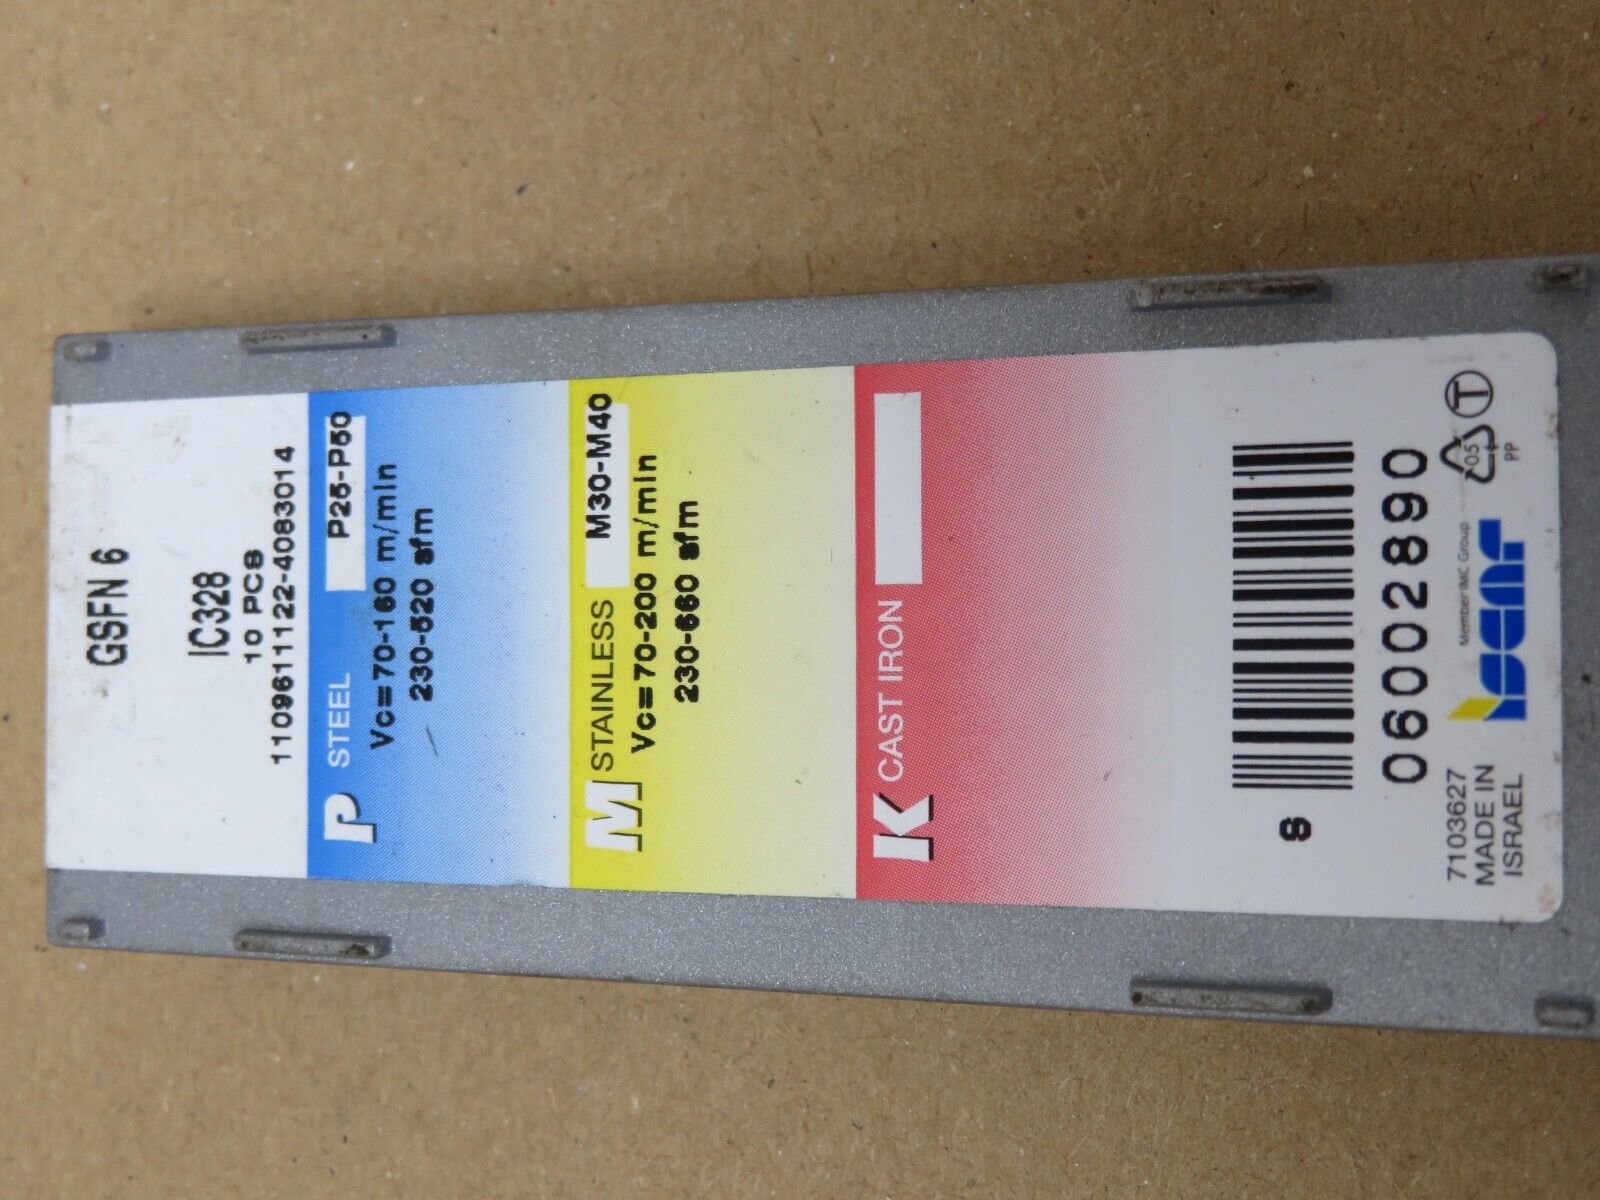 GSFN 6
IC328
10 PCS
1109611122-4083014
P STEEL P25-P50
Vc=70-160 m/min
230-520 sfm
M STAINLESS M30-M40
Vc=70-200 m/min
230-660 sfm
K CAST IRON
S
06002890
7103627
MADE IN
ISRAEL
Member IMC Group
iscar
05
PP
T